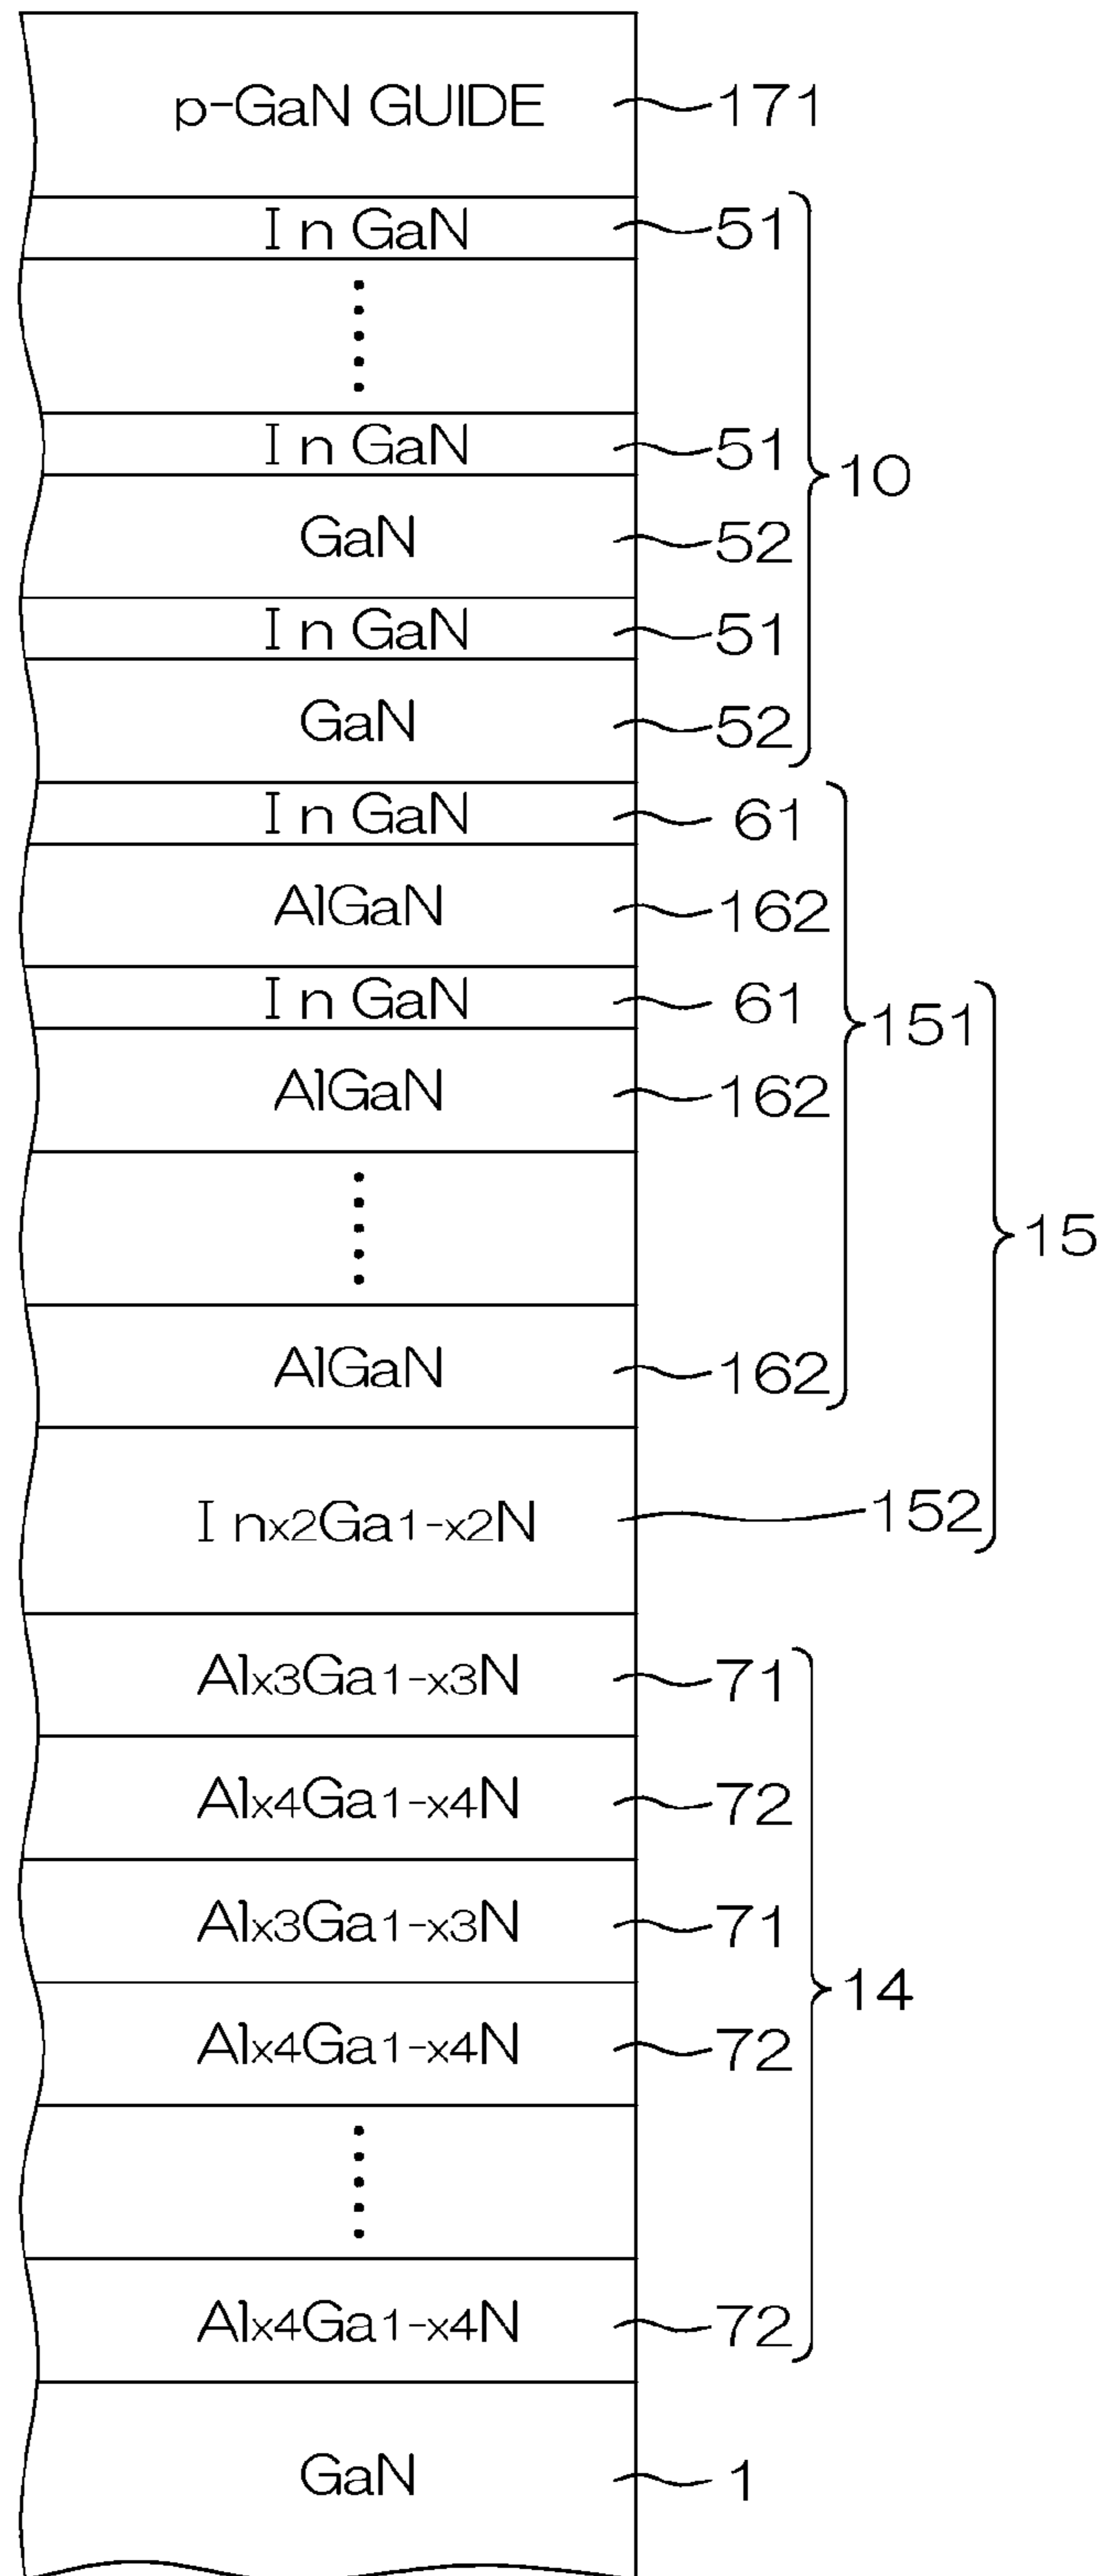 p-GaN GUIDE 171
InGaN 51
InGaN 51
10
GaN 52
InGaN 51
GaN 52
InGaN 61
AlGaN 162
InGaN 61
151
AlGaN 162
15
AlGaN 162
Inx2Ga1-x2N 152
Alx3Ga1-x3N 71
Alx4Ga1-x4N 72
Alx3Ga1-x3N 71
14
Alx4Ga1-x4N 72
Alx4Ga1-x4N 72
GaN 1